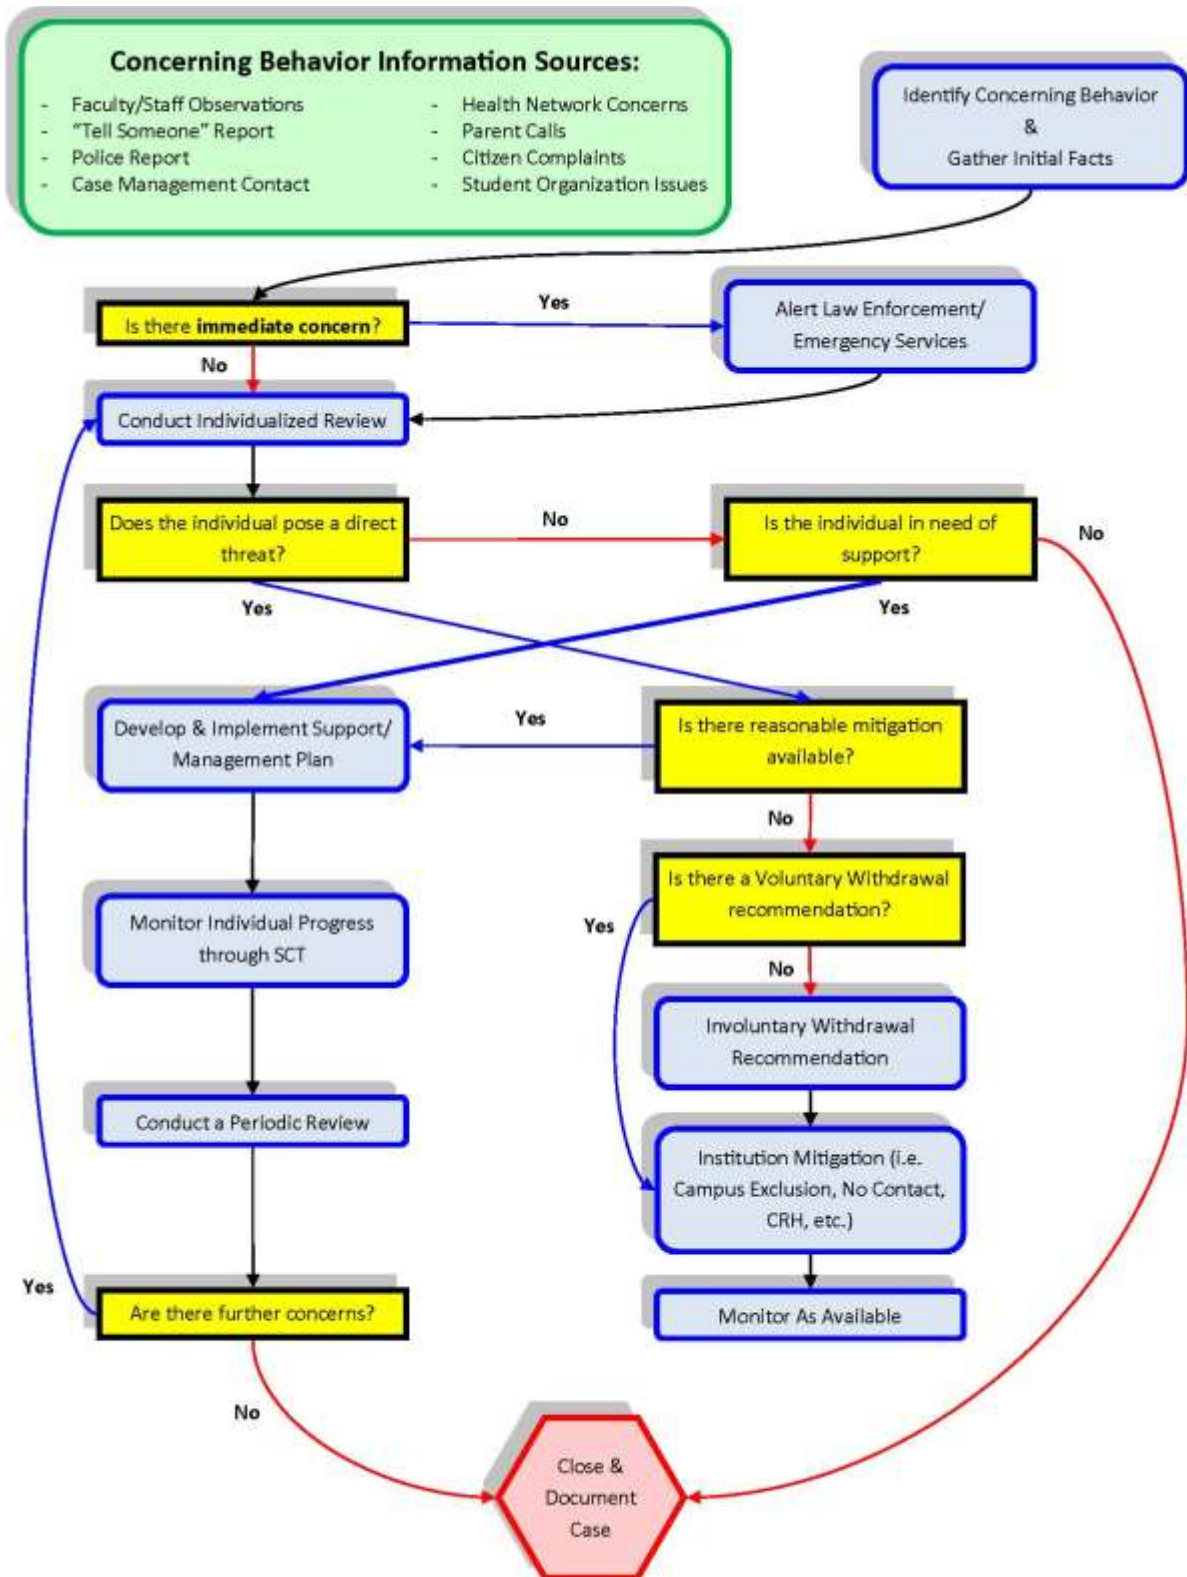 Concerning Behavior Information Sources:
- Faculty/Staff Observations
- "Tell Someone" Report
- Police Report
- Case Management Contact
- Health Network Concerns
- Parent Calls
- Citizen Complaints
- Student Organization Issues
Identify Concerning Behavior
&
Gather Initial Facts
Is there immediate concern?
Yes
Alert Law Enforcement/
Emergency Services
No
Conduct Individualized Review
Does the individual pose a direct
threat?
No
Is the individual in need of
support?
No
Yes
Yes
Develop & Implement Support/
Management Plan
Yes
Is there reasonable mitigation
available?
No
Is there a Voluntary Withdrawal
recommendation?
Yes
No
Monitor Individual Progress
through SCT
Involuntary Withdrawal
Recommendation
Conduct a Periodic Review
Institution Mitigation (i.e.
Campus Exclusion, No Contact,
CRH, etc.)
Yes
Are there further concerns?
Monitor As Available
No
Close &
Document
Case